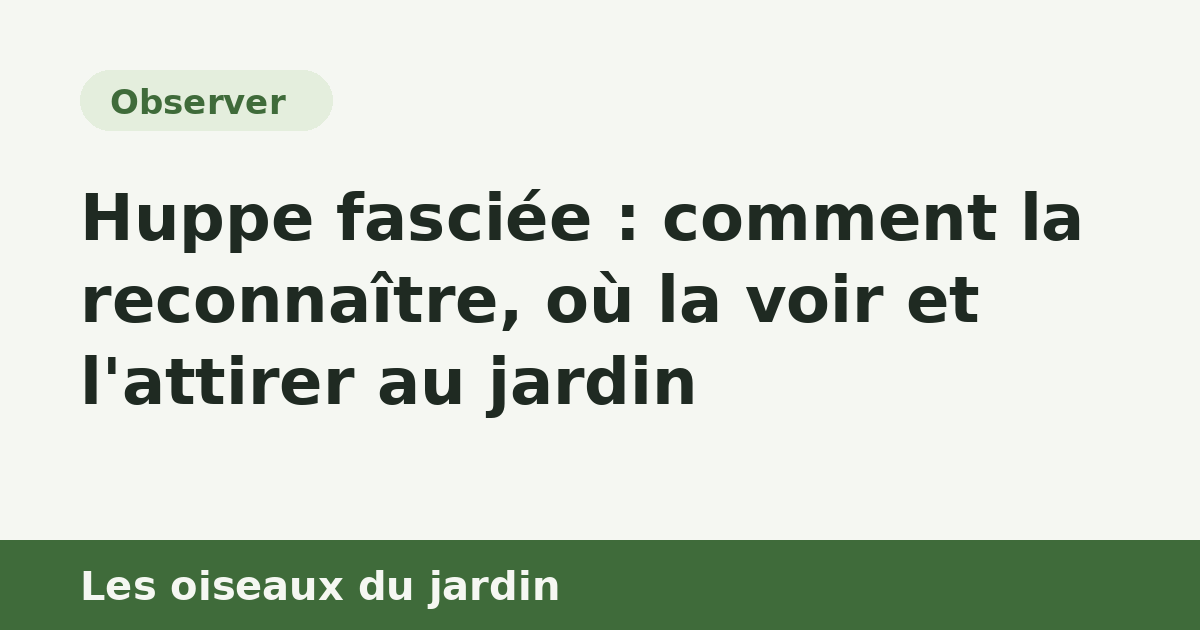 Observer
Huppe fasciée : comment la
reconnaître, où la voir et
l'attirer au jardin
Les oiseaux du jardin